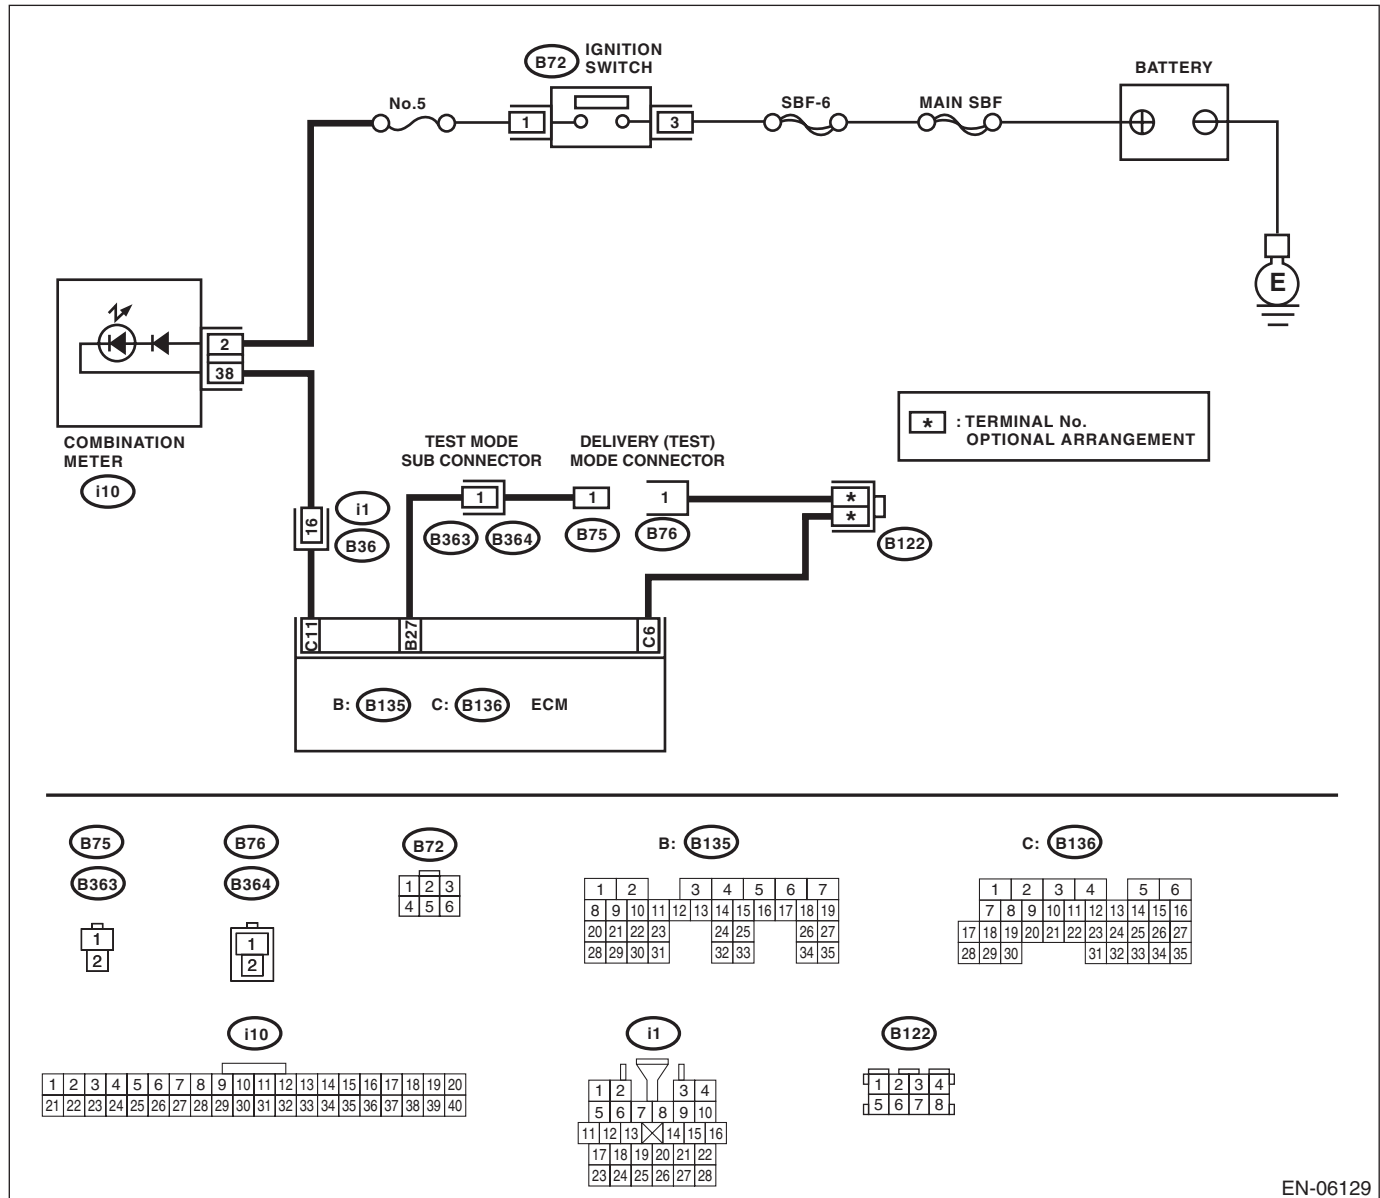 B72
IGNITION
SWITCH
No.5
1
3
SBF-6
MAIN SBF
BATTERY
E
2
38
COMBINATION
METER
i10
* : TERMINAL No.
OPTIONAL ARRANGEMENT
TEST MODE
SUB CONNECTOR
DELIVERY (TEST)
MODE CONNECTOR
16
i1
B36
1
1
1
*
*
B363
B364
B75
B76
B122
C11
B27
C6
B: B135 C: B136 ECM
B75
B363
1
2
B76
B364
1
2
B72
1 2 3
4 5 6
B: B135
1 2 3 4 5 6 7
8 9 10 11 12 13 14 15 16 17 18 19
20 21 22 23 24 25 26 27
28 29 30 31 32 33 34 35
C: B136
1 2 3 4 5 6
7 8 9 10 11 12 13 14 15 16
17 18 19 20 21 22 23 24 25 26 27
28 29 30 31 32 33 34 35
i10
1 2 3 4 5 6 7 8 9 10 11 12 13 14 15 16 17 18 19 20
21 22 23 24 25 26 27 28 29 30 31 32 33 34 35 36 37 38 39 40
i1
1 2 3 4
5 6 7 8 9 10
11 12 13 14 15 16
17 18 19 20 21 22
23 24 25 26 27 28
B122
1 2 3 4
5 6 7 8
EN-06129